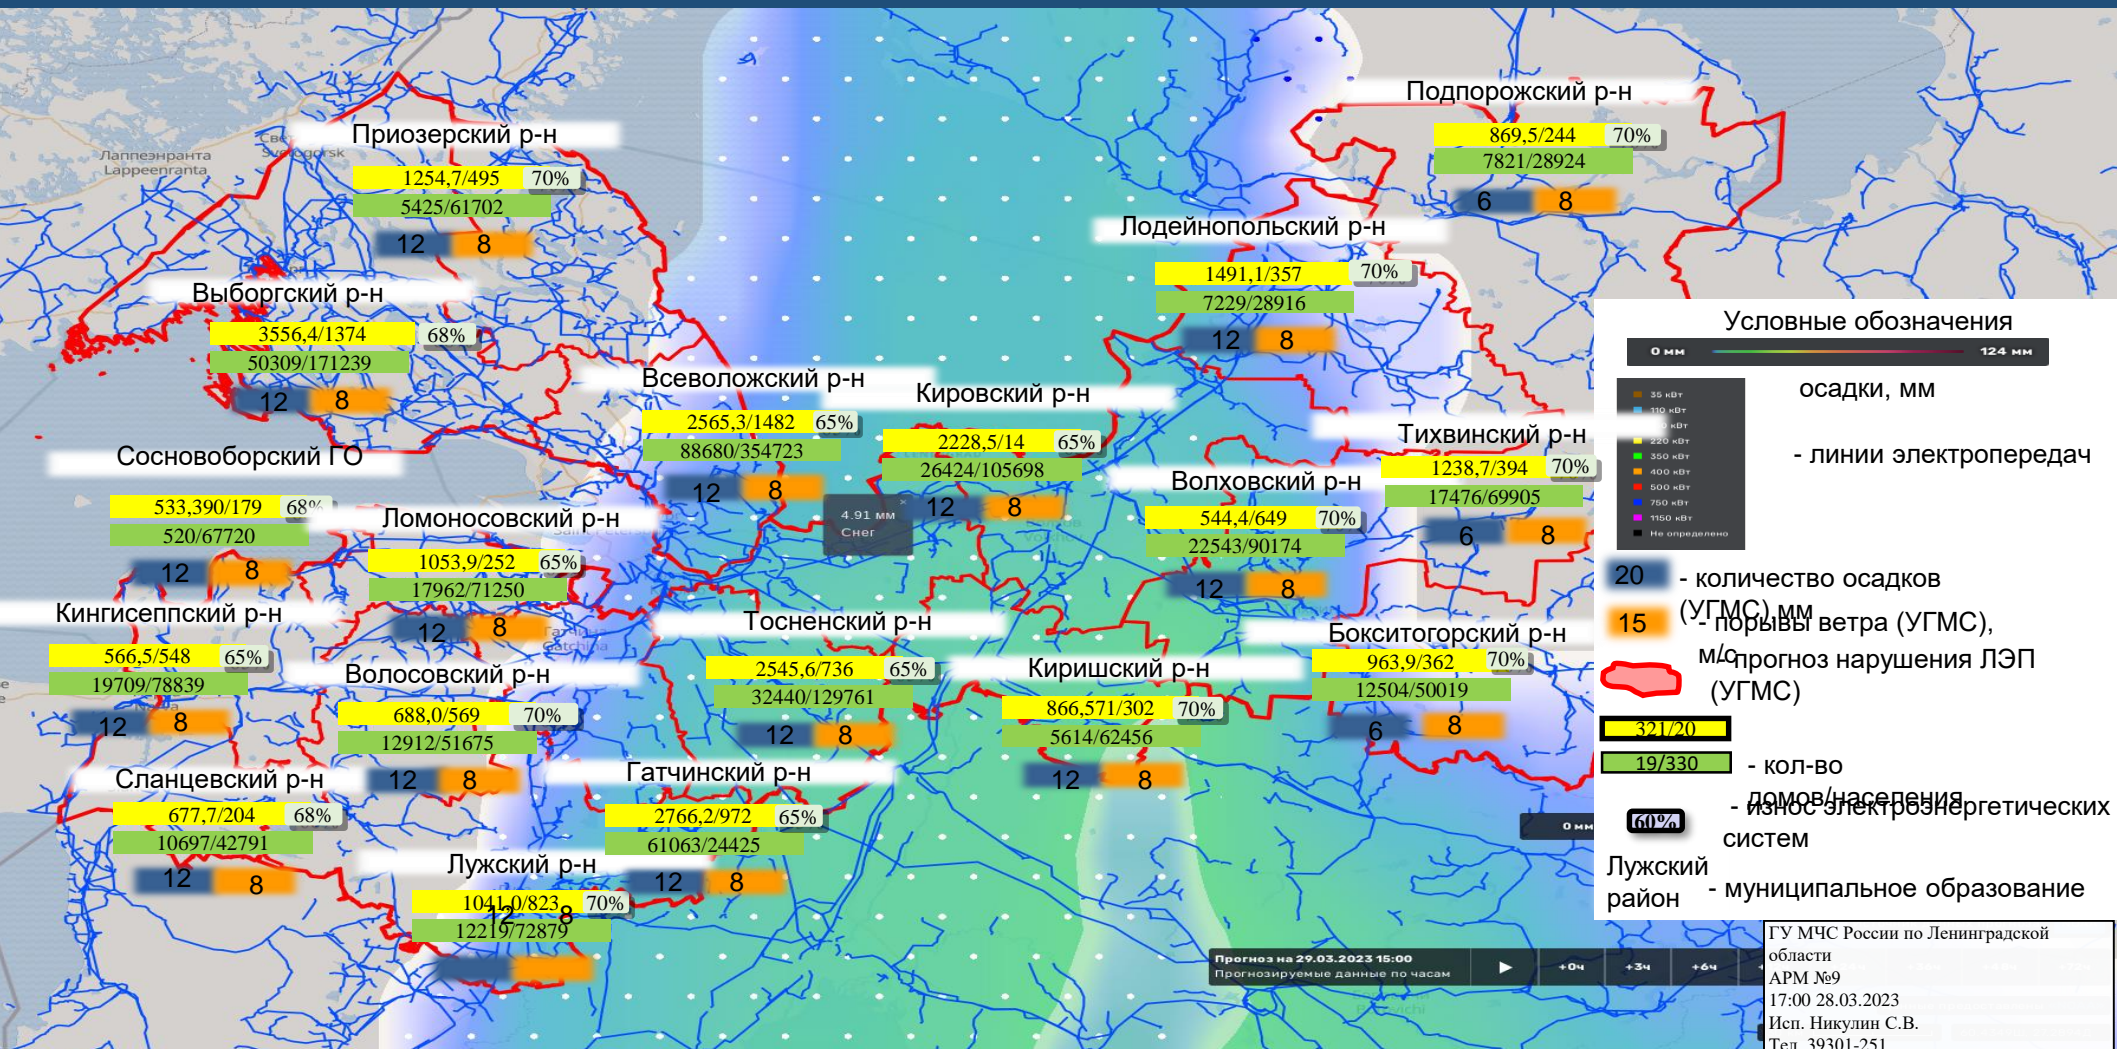 Подпорожский р-н
869,5/244 70%
7821/28924
6 8
Приозерский р-н
Лаппеэнранта
Lappeenranta
1254,7/495 70%
5425/61702
12 8
Лодейнопольский р-н
1491,1/357 70%
7229/28916
12 8
Выборгский р-н
3556,4/1374 68%
50309/171239
12 8
Всеволожский р-н
2565,3/1482 65%
88680/354723
12 8
Кировский р-н
2228,5/14 65%
26424/105698
12 8
4.91 мм
Снег
Тихвинский р-н
1238,7/394 70%
17476/69905
6 8
Сосновоборский ГО
533,390/179 68%
520/67720
12 8
Волховский р-н
544,4/649 70%
22543/90174
12 8
Ломоносовский р-н
1053,9/252 65%
17962/71250
12 8
Кингисеппский р-н
566,5/548 65%
19709/78839
12 8
Тосненский р-н
2545,6/736 65%
32440/129761
12 8
Бокситогорский р-н
963,9/362 70%
12504/50019
6 8
Киришский р-н
866,571/302 70%
5614/62456
12 8
Волосовский р-н
688,0/569 70%
12912/51675
12 8
Сланцевский р-н
677,7/204 68%
10697/42791
12 8
Гатчинский р-н
2766,2/972 65%
61063/24425
12 8
Лужский р-н
1041,0/823 70%
12 8
12219/72879
Условные обозначения
0 мм 124 мм
осадки, мм
35 кВт
110 кВт
220 кВт
350 кВт
400 кВт
500 кВт
750 кВт
1150 кВт
Не определено
- линии электропередач
20 - количество осадков
(УГМС),мм
15 - порывы ветра (УГМС),
м/с
- прогноз нарушения ЛЭП
(УГМС)
321/20
19/330 - кол-во
домов/населения
60% - износ электроэнергетических
систем
Лужский
район - муниципальное образование
0 мм
Прогноз на 29.03.2023 15:00
Прогнозируемые данные по часам
+0ч +3ч +6ч
ГУ МЧС России по Ленинградской
области
АРМ №9
17:00 28.03.2023
Исп. Никулин С.В.
Тел. 39301-251